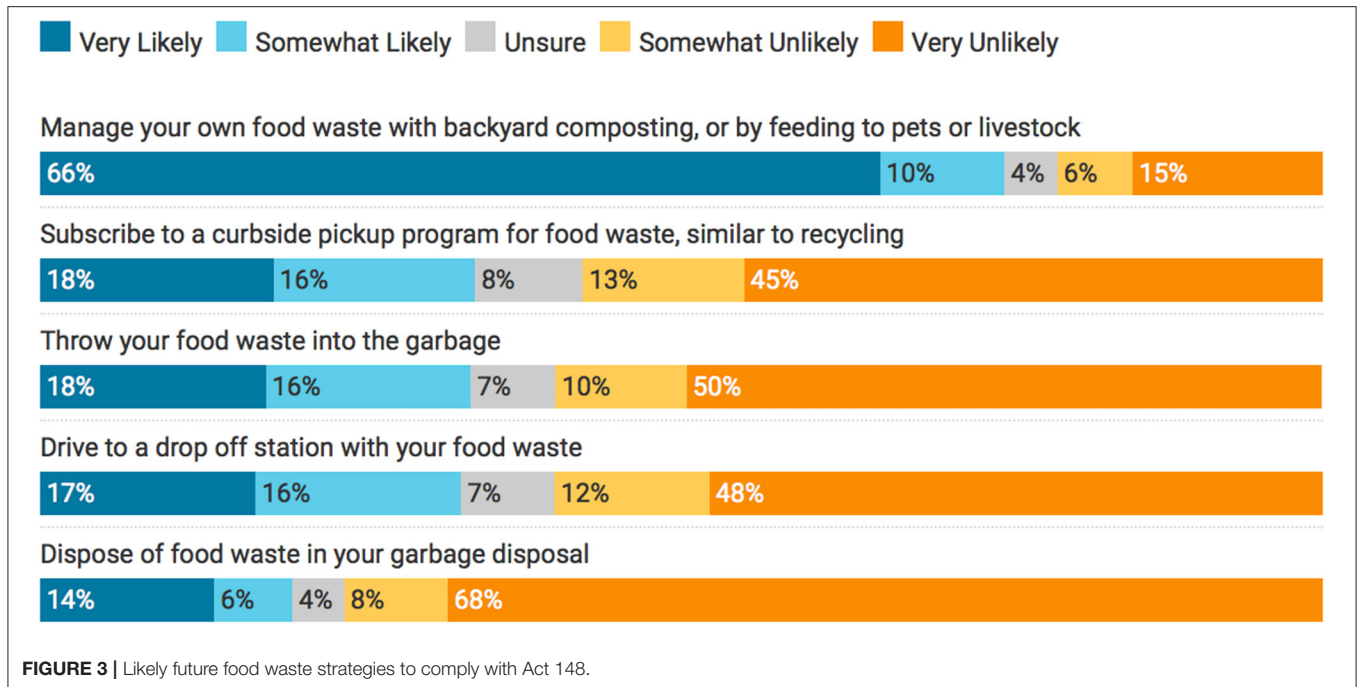 Very Likely Somewhat Likely Unsure Somewhat Unlikely Very Unlikely
Manage your own food waste with backyard composting, or by feeding to pets or livestock
66% 10% 4% 6% 15%
Subscribe to a curbside pickup program for food waste, similar to recycling
18% 16% 8% 13% 45%
Throw your food waste into the garbage
18% 16% 7% 10% 50%
Drive to a drop off station with your food waste
17% 16% 7% 12% 48%
Dispose of food waste in your garbage disposal
14% 6% 4% 8% 68%
FIGURE 3 | Likely future food waste strategies to comply with Act 148.